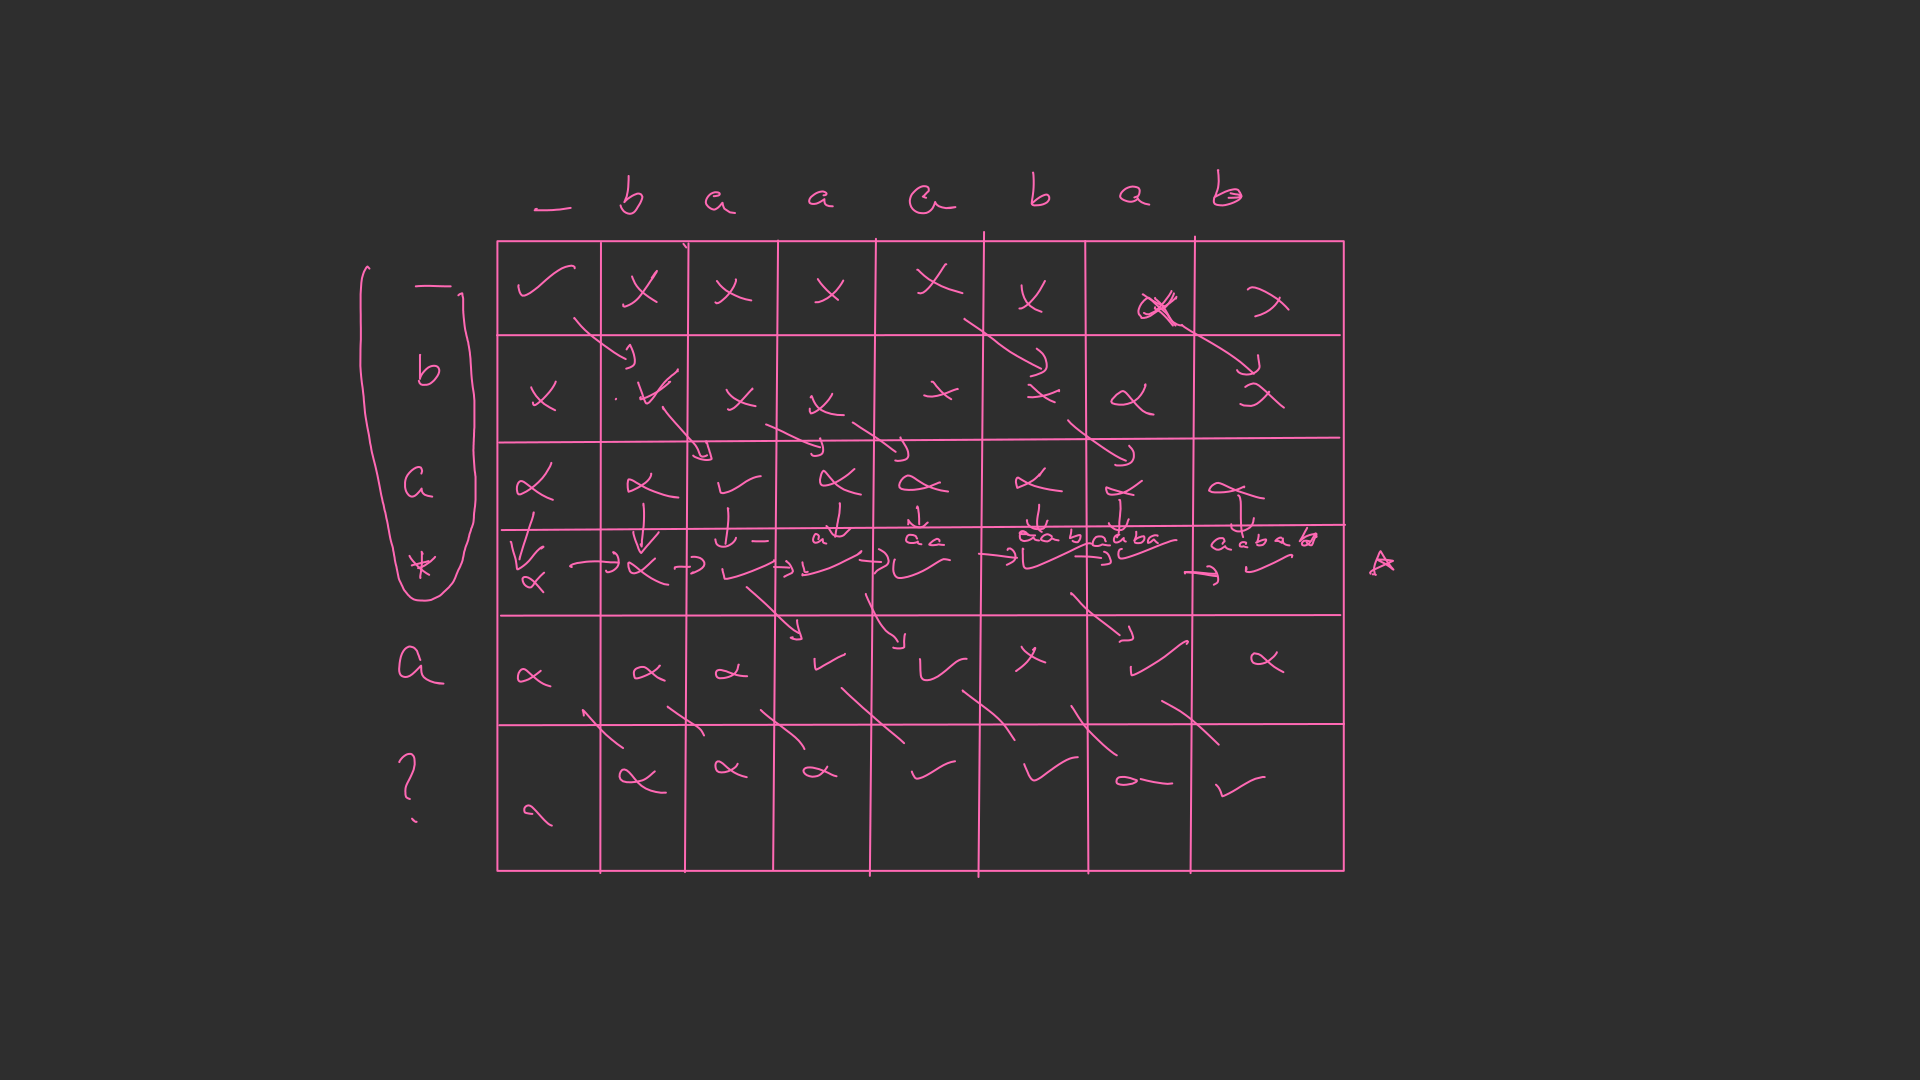 — b a a a b a b
— ✓ x x x x x x x
b x ✓ x x x x x x
a x x ✓ x x x x x
— a aa aab aaba aabab
* x x ✓ ✓ ✓ ✓ ✓ ✓ ☆
a x x x ✓ ✓ x ✓ x
? x x x x ✓ ✓ x ✓